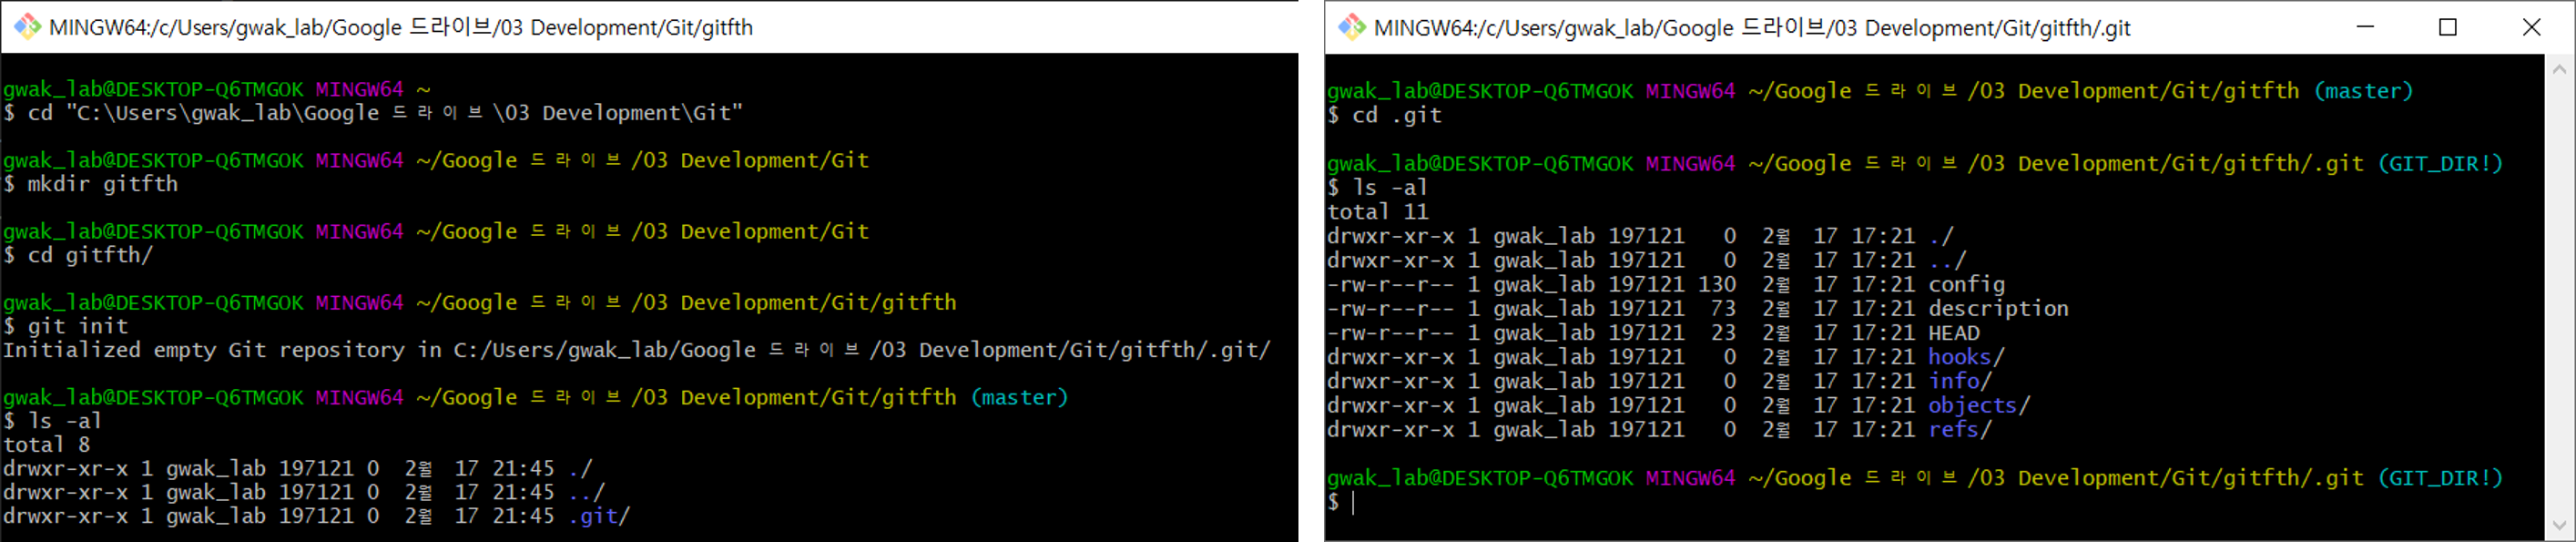 MINGW64:/c/Users/gwak_lab/Google 드라이브/03 Development/Git/gitfth
gwak_lab@DESKTOP-Q6TMGOK MINGW64 ~
$ cd "C:\Users\gwak_lab\Google 드라이브\03 Development\Git"
gwak_lab@DESKTOP-Q6TMGOK MINGW64 ~/Google 드라이브/03 Development/Git
$ mkdir gitfth
gwak_lab@DESKTOP-Q6TMGOK MINGW64 ~/Google 드라이브/03 Development/Git
$ cd gitfth/
gwak_lab@DESKTOP-Q6TMGOK MINGW64 ~/Google 드라이브/03 Development/Git/gitfth
$ git init
Initialized empty Git repository in C:/Users/gwak_lab/Google 드라이브/03 Development/Git/gitfth/.git/
gwak_lab@DESKTOP-Q6TMGOK MINGW64 ~/Google 드라이브/03 Development/Git/gitfth (master)
$ ls -al
total 8
drwxr-xr-x 1 gwak_lab 197121 0 2월 17 21:45 ./
drwxr-xr-x 1 gwak_lab 197121 0 2월 17 21:45 ../
drwxr-xr-x 1 gwak_lab 197121 0 2월 17 21:45 .git/
MINGW64:/c/Users/gwak_lab/Google 드라이브/03 Development/Git/gitfth/.git
gwak_lab@DESKTOP-Q6TMGOK MINGW64 ~/Google 드라이브/03 Development/Git/gitfth (master)
$ cd .git
gwak_lab@DESKTOP-Q6TMGOK MINGW64 ~/Google 드라이브/03 Development/Git/gitfth/.git (GIT_DIR!)
$ ls -al
total 11
drwxr-xr-x 1 gwak_lab 197121 0 2월 17 17:21 ./
drwxr-xr-x 1 gwak_lab 197121 0 2월 17 17:21 ../
-rw-r--r-- 1 gwak_lab 197121 130 2월 17 17:21 config
-rw-r--r-- 1 gwak_lab 197121 73 2월 17 17:21 description
-rw-r--r-- 1 gwak_lab 197121 23 2월 17 17:21 HEAD
drwxr-xr-x 1 gwak_lab 197121 0 2월 17 17:21 hooks/
drwxr-xr-x 1 gwak_lab 197121 0 2월 17 17:21 info/
drwxr-xr-x 1 gwak_lab 197121 0 2월 17 17:21 objects/
drwxr-xr-x 1 gwak_lab 197121 0 2월 17 17:21 refs/
gwak_lab@DESKTOP-Q6TMGOK MINGW64 ~/Google 드라이브/03 Development/Git/gitfth/.git (GIT_DIR!)
$